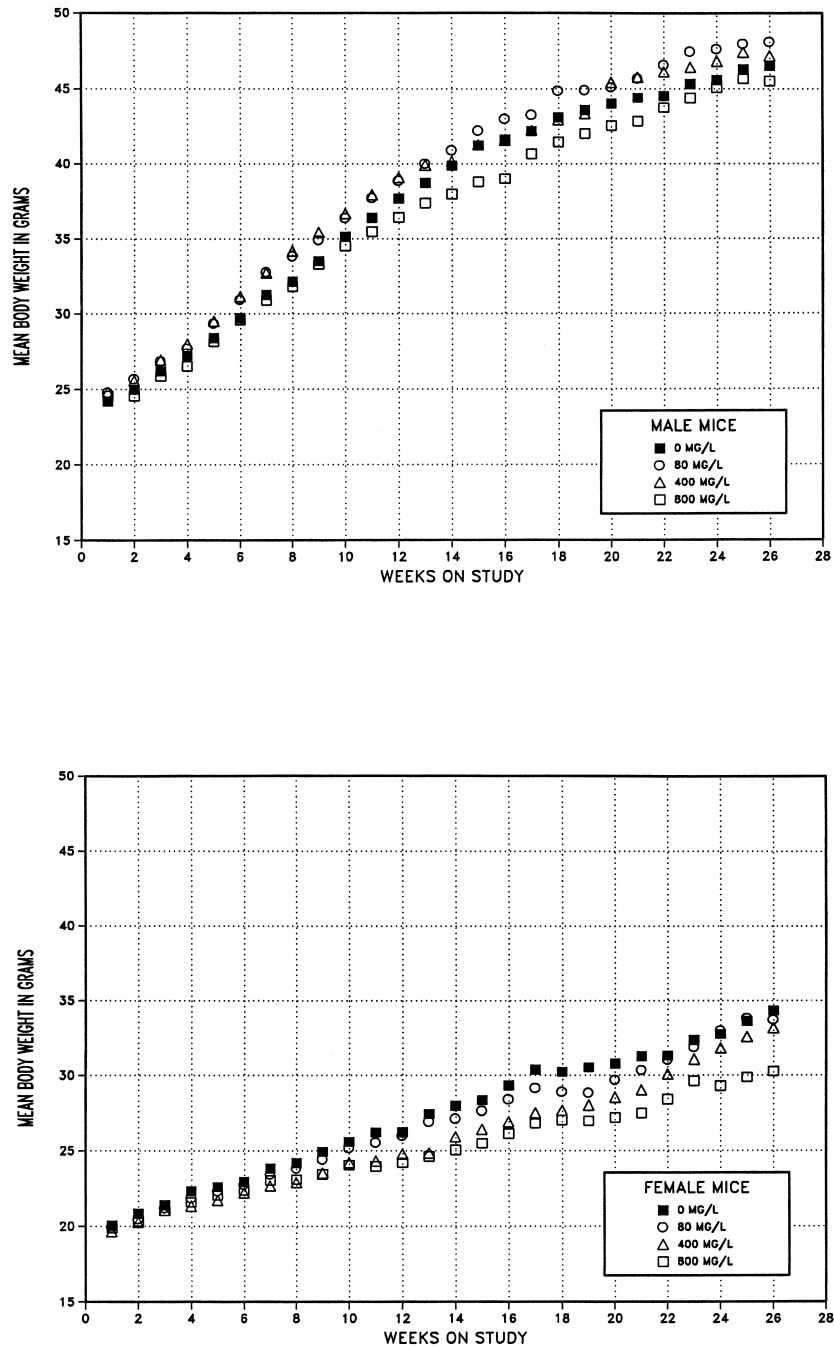 50
45
40
35
30
25
20
15
MEAN BODY WEIGHT IN GRAMS
MALE MICE
0 MG/L
80 MG/L
400 MG/L
800 MG/L
0 2 4 6 8 10 12 14 16 18 20 22 24 26 28
WEEKS ON STUDY
50
45
40
35
30
25
20
15
MEAN BODY WEIGHT IN GRAMS
FEMALE MICE
0 MG/L
80 MG/L
400 MG/L
800 MG/L
0 2 4 6 8 10 12 14 16 18 20 22 24 26 28
WEEKS ON STUDY